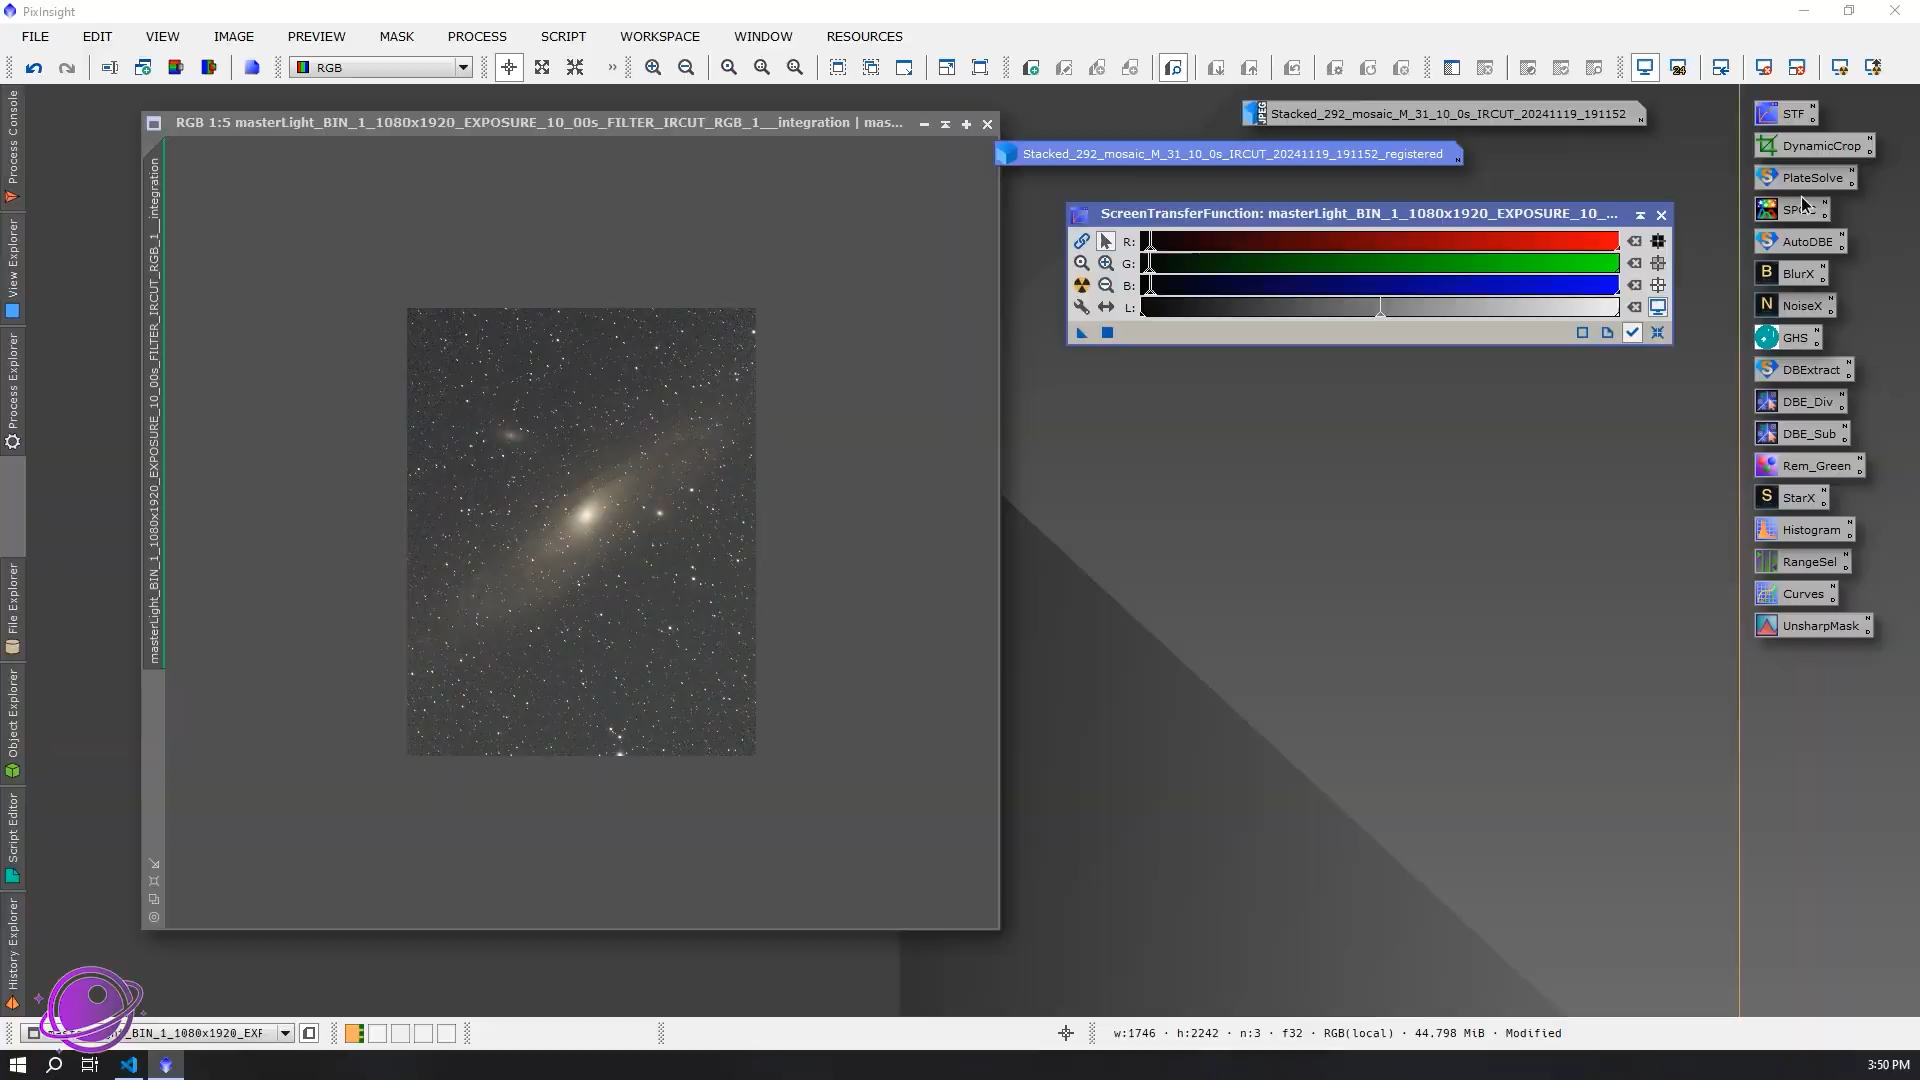 PixInsight
FILE EDIT VIEW IMAGE PREVIEW MASK PROCESS SCRIPT WORKSPACE WINDOW RESOURCES
RGB
24
Process Console
View Explorer
Process Explorer
File Explorer
Object Explorer
Script Editor
History Explorer
RGB 1:5 masterLight_BIN_1_1080x1920_EXPOSURE_10_00s_FILTER_IRCUT_RGB_1__integration | mas...
masterLight_BIN_1_1080x1920_EXPOSURE_10_00s_FILTER_IRCUT_RGB_1__integration
JPEG
Stacked_292_mosaic_M_31_10_0s_IRCUT_20241119_191152
Stacked_292_mosaic_M_31_10_0s_IRCUT_20241119_191152_registered
ScreenTransferFunction: masterLight_BIN_1_1080x1920_EXPOSURE_10_...
R:
G:
B:
L:
STF
DynamicCrop
PlateSolve
AutoDBE
B BlurX
N NoiseX
GHS
DBExtract
DBE_Div
DBE_Sub
Rem_Green
S StarX
Histogram
RangeSel
Curves
UnsharpMask
_BIN_1_1080x1920_EXF
w:1746 · h:2242 · n:3 · f32 · RGB(local) · 44.798 MiB · Modified
3:50 PM